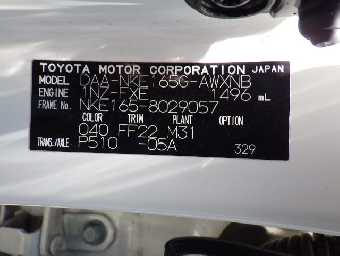 TOYOTA MOTOR CORPORATION JAPAN
MODEL DAA-NKE165G-AWXNB
ENGINE 1NZ-FXE 1496 mL
FRAME No. NKE165-8029057
COLOR TRIM PLANT OPTION
040 FF22 M31
TRANS./AXLE P510 -05A
329